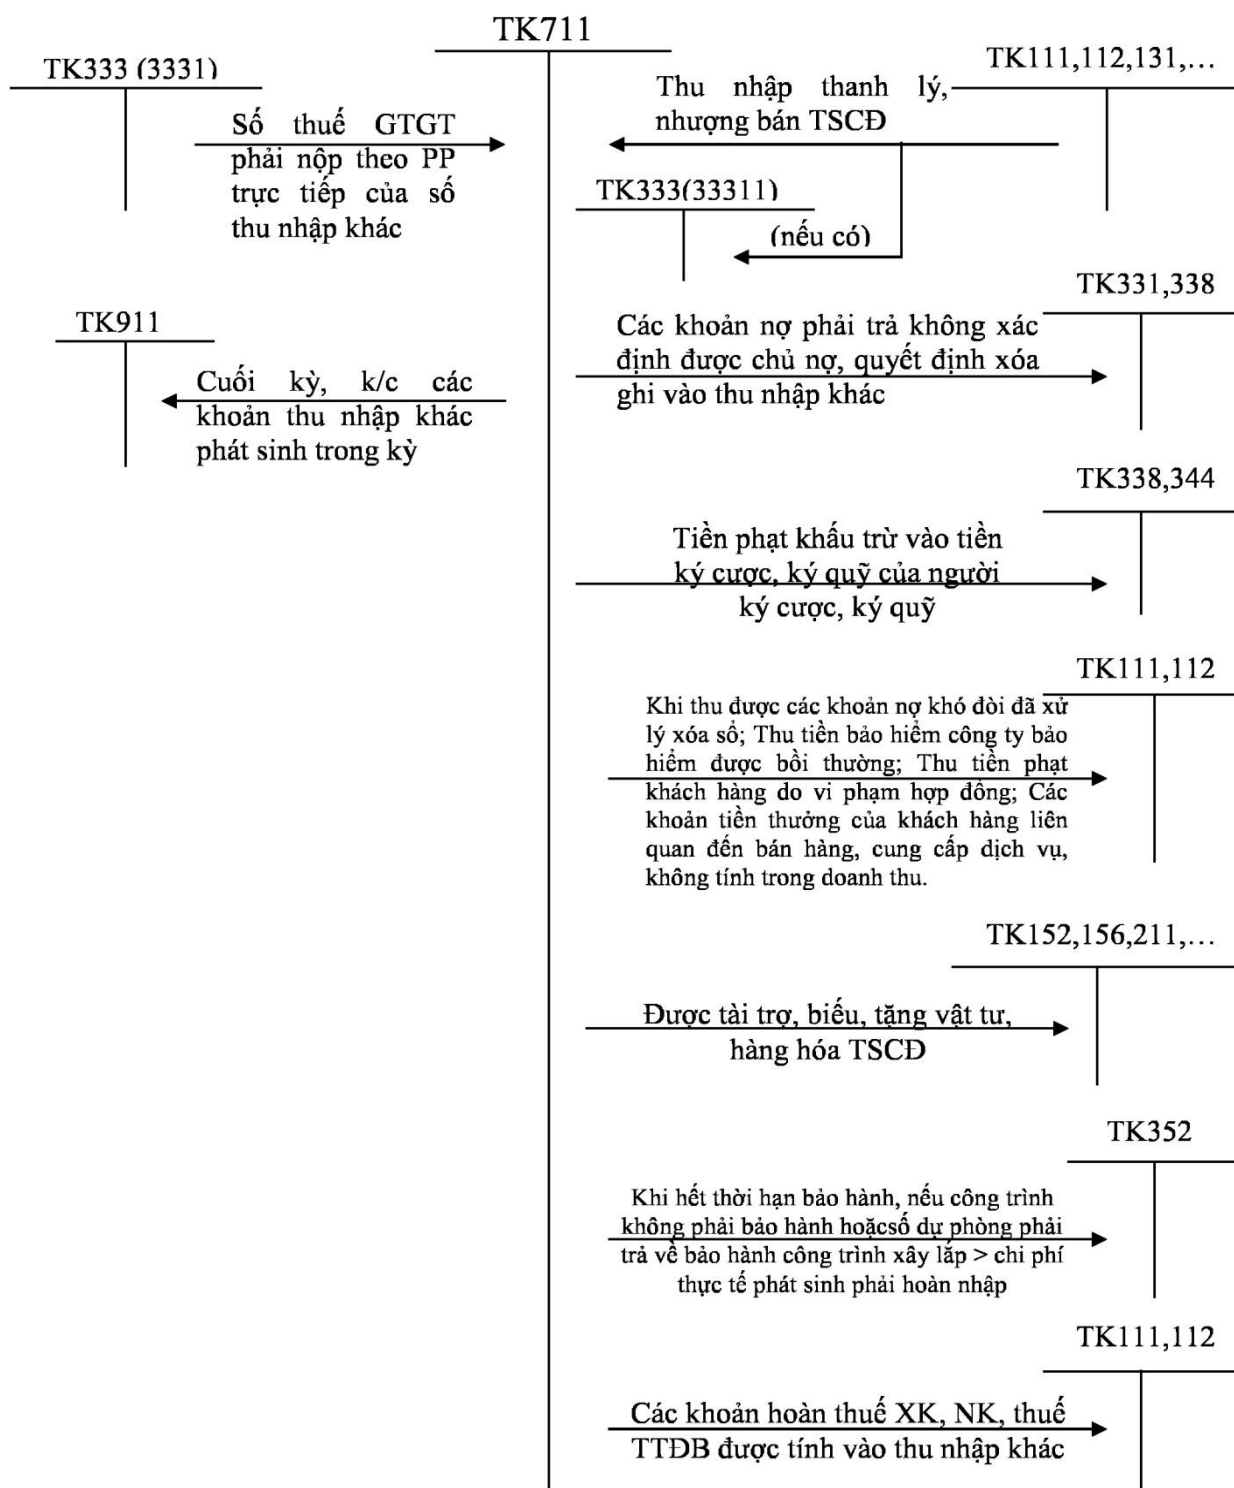 TK711
TK333 (3331)
Số thuế GTGT
phải nộp theo PP
trực tiếp của số
thu nhập khác
TK911
Cuối kỳ, k/c các
khoản thu nhập khác
phát sinh trong kỳ
TK111,112,131,...
Thu nhập thanh lý,
nhượng bán TSCĐ
TK333(33311)
(nếu có)
TK331,338
Các khoản nợ phải trả không xác
định được chủ nợ, quyết định xóa
ghi vào thu nhập khác
TK338,344
Tiền phạt khấu trừ vào tiền
ký cược, ký quỹ của người
ký cược, ký quỹ
TK111,112
Khi thu được các khoản nợ khó đòi đã xử
lý xóa sổ; Thu tiền bảo hiểm công ty bảo
hiểm được bồi thường; Thu tiền phạt
khách hàng do vi phạm hợp đồng; Các
khoản tiền thưởng của khách hàng liên
quan đến bán hàng, cung cấp dịch vụ,
không tính trong doanh thu.
TK152,156,211,...
Được tài trợ, biếu, tặng vật tư,
hàng hóa TSCĐ
TK352
Khi hết thời hạn bảo hành, nếu công trình
không phải bảo hành hoặcsố dự phòng phải
trả về bảo hành công trình xây lắp > chi phí
thực tế phát sinh phải hoàn nhập
TK111,112
Các khoản hoàn thuế XK, NK, thuế
TTĐB được tính vào thu nhập khác